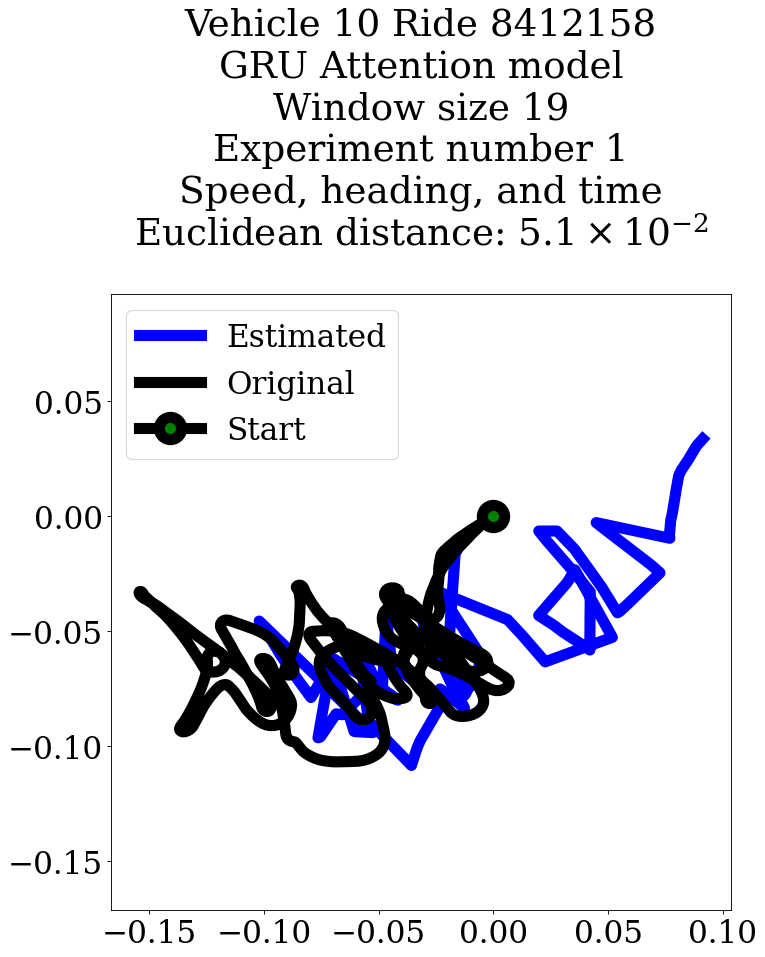 Vehicle 10 Ride 8412158
GRU Attention model
Window size 19
Experiment number 1
Speed, heading, and time
Euclidean distance: 5.1 × 10⁻²
Estimated
Original
Start
0.05
0.00
−0.05
−0.10
−0.15
−0.15 −0.10 −0.05 0.00 0.05 0.10